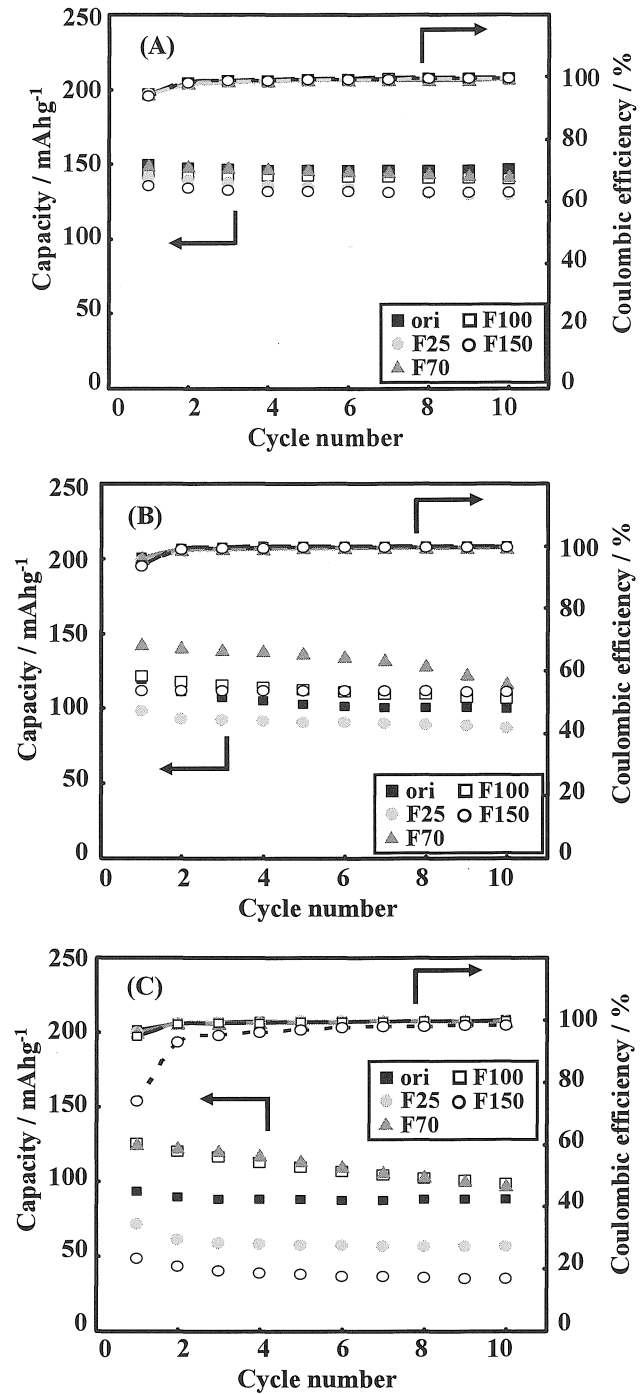 (A)
250
200
150
100
50
0
Capacity / mAhg-1
100
80
60
40
20
0
Coulombic efficiency / %
ori F100
F25 F150
F70
0 2 4 6 8 10
Cycle number
(B)
250
200
150
100
50
0
Capacity / mAhg-1
100
80
60
40
20
0
Coulombic efficiency / %
ori F100
F25 F150
F70
0 2 4 6 8 10
Cycle number
(C)
250
200
150
100
50
0
Capacity / mAhg-1
100
80
60
40
20
0
Coulombic efficiency / %
ori F100
F25 F150
F70
0 2 4 6 8 10
Cycle number